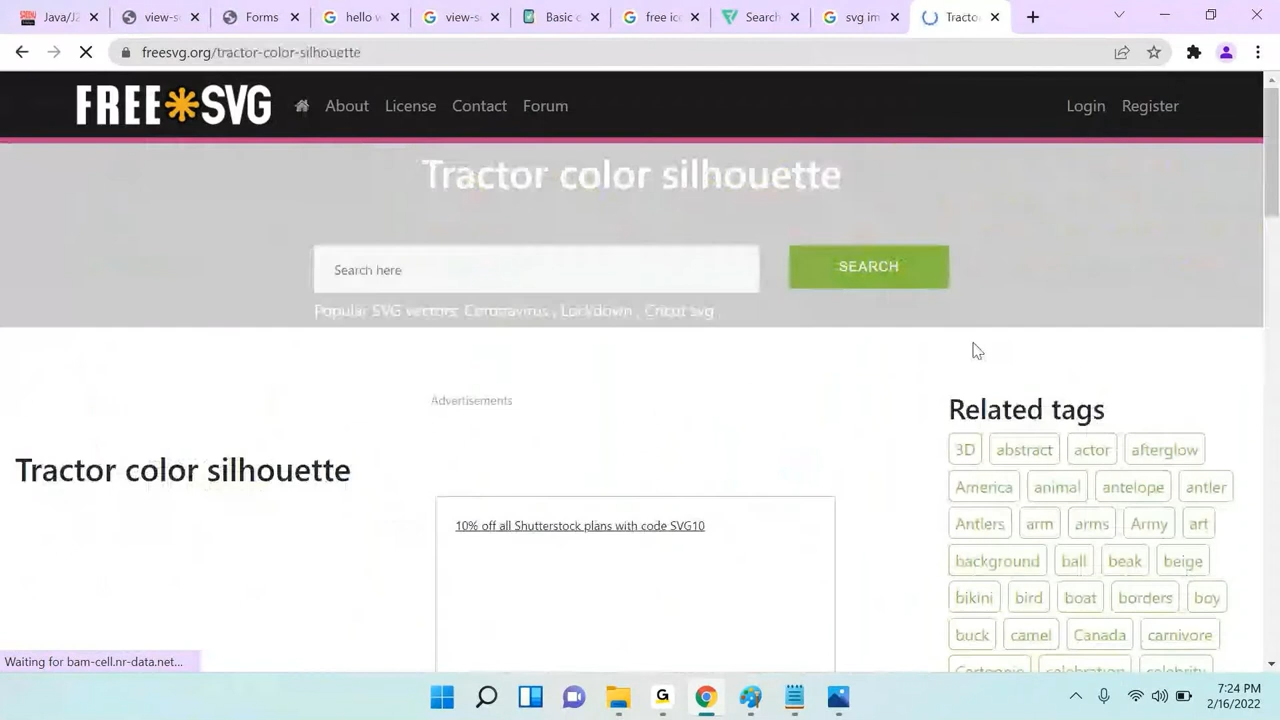 Java/J2
view-s
Forms
hello v
view-s
Basic c
free ic
Search
svg im
Tracto
freesvg.org/tractor-color-silhouette
FREE SVG
About
License
Contact
Forum
Login
Register
Tractor color silhouette
Search here
SEARCH
Popular SVG vectors: Coronavirus , Lockdown , Cricut svg
Advertisements
Related tags
Tractor color silhouette
3D abstract actor afterglow
America animal antelope antler
Antlers arm arms Army art
background ball beak beige
bikini bird boat borders boy
buck camel Canada carnivore
celebration celebrity
10% off all Shutterstock plans with code SVG10
Waiting for bam-cell.nr-data.net...
7:24 PM
2/16/2022